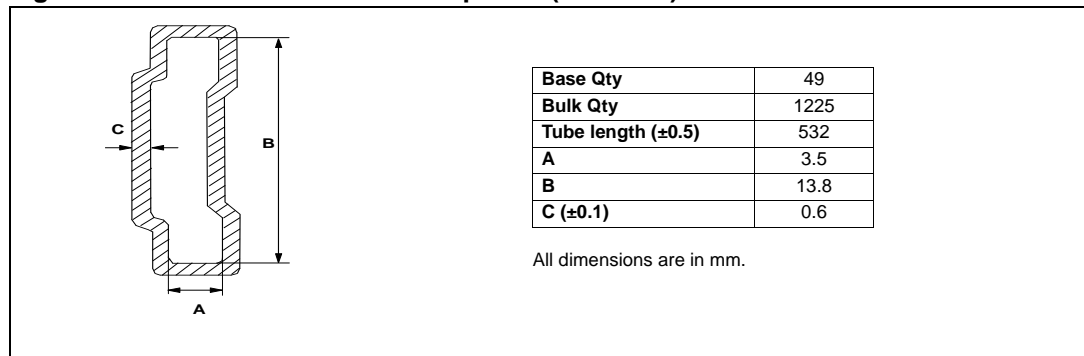 C
B
A
Base Qty 49
Bulk Qty 1225
Tube length (±0.5) 532
A 3.5
B 13.8
C (±0.1) 0.6
All dimensions are in mm.